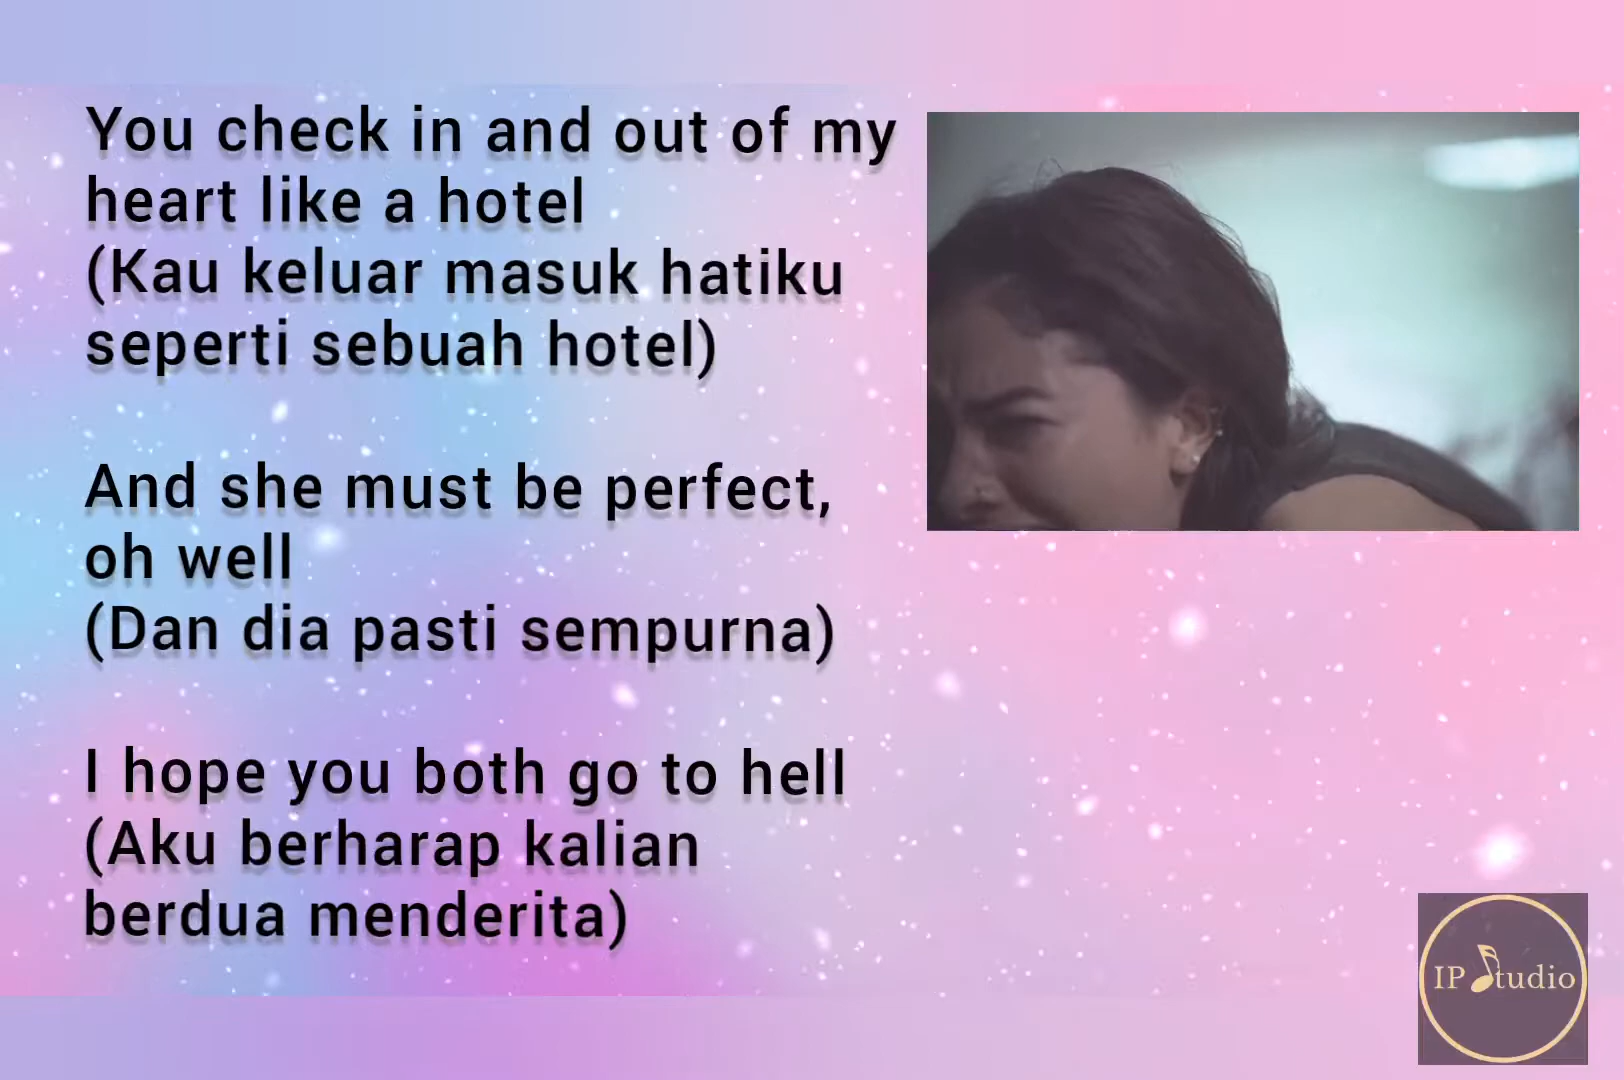 You check in and out of my
heart like a hotel
(Kau keluar masuk hatiku
seperti sebuah hotel)
And she must be perfect,
oh well
(Dan dia pasti sempurna)
I hope you both go to hell
(Aku berharap kalian
berdua menderita)
IP Studio